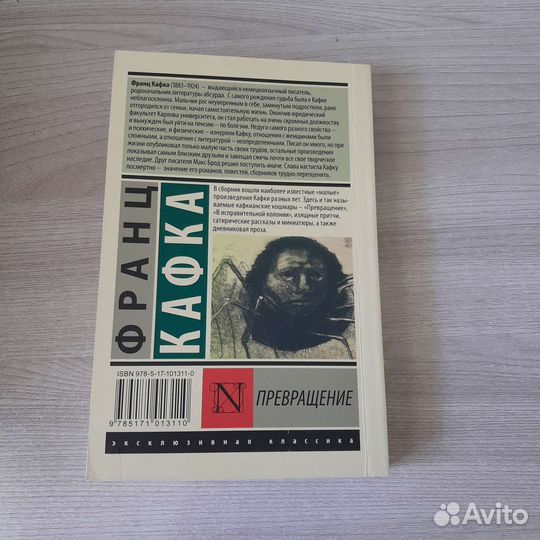 Франц Кафка (1883–1924) – выдающийся немецкоязычный писатель,
родоначальник литературы абсурда. С самого рождения судьба была к Кафке
неблагосклонна. Мальчик рос неуверенным в себе, замкнутым подростком, рано
отгородился от семьи, начал самостоятельную жизнь. Окончив юридический
факультет Карлова университета, он стал работать на очень скромных должностях
и вынужден был уйти на пенсию – по болезни. Недуги самого разного свойства –
и психические, и физические – изнуряли Кафку, отношения с женщинами были
сложными, а отношения с литературой – неопределенными. Писал он много, но при
жизни опубликовал только малую часть своих трудов, остальные произведения
показывал самым близким друзьям и завещал сжечь почти все свое творческое
наследие. Друг писателя Макс Брод решил поступить иначе. Слава настигла Кафку
посмертно – значение его романов, повестей, сборников трудно переоценить.
ФРАНЦ
КАФКА
В сборник вошли наиболее известные «малые»
произведения Кафки разных лет. Здесь и так назы-
ваемые кафкианские кошмары – «Превращение»,
«В исправительной колонии», изящные притчи,
сатирические рассказы и миниатюры, а также
дневниковая проза.
ISBN 978-5-17-101311-0
9 785171 013110
N ПРЕВРАЩЕНИЕ
эксклюзивная классика
Avito